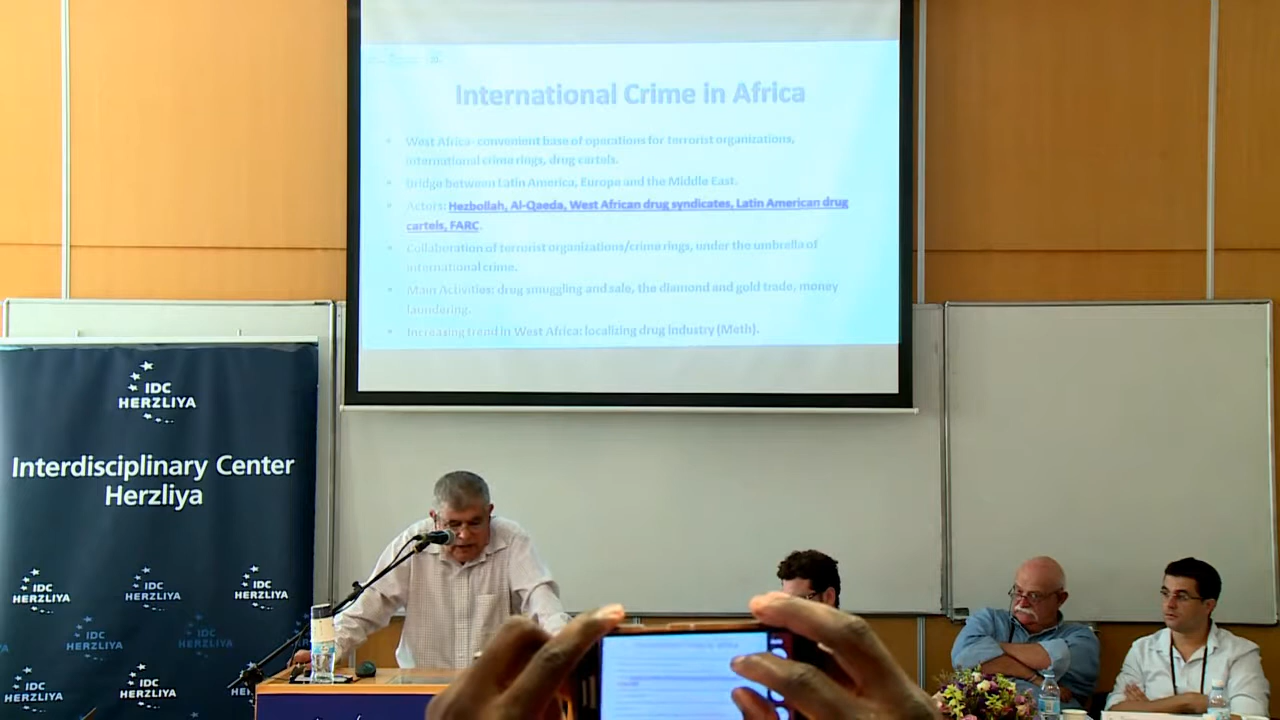 International Crime in Africa
• West Africa- convenient base of operations for terrorist organizations,
international crime rings, drug cartels.
• Bridge between Latin America, Europe and the Middle East.
• Actors: Hezbollah, Al-Qaeda, West African drug syndicates, Latin American drug
cartels, FARC.
• Collaboration of terrorist organizations/crime rings, under the umbrella of
international crime.
• Main Activities: drug smuggling and sale, the diamond and gold trade, money
laundering.
• Increasing trend in West Africa: localizing drug industry (Meth).
IDC
HERZLIYA
Interdisciplinary Center
Herzliya
IDC
HERZLIYA
IDC
HERZLIYA
IDC
HERZLIYA
IDC
HERZLIYA
IDC
HERZLIYA
IDC
HERZLIYA
IDC
HERZLIYA